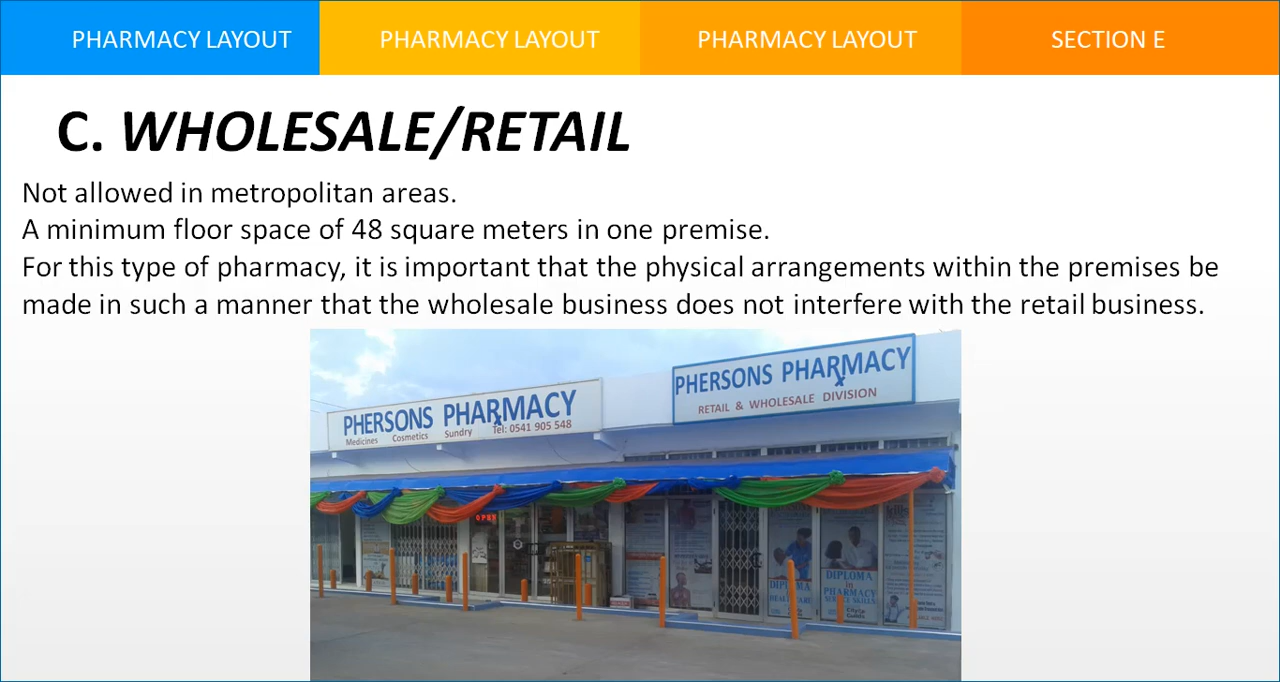 PHARMACY LAYOUT
PHARMACY LAYOUT
PHARMACY LAYOUT
SECTION E
C. WHOLESALE/RETAIL
Not allowed in metropolitan areas.
A minimum floor space of 48 square meters in one premise.
For this type of pharmacy, it is important that the physical arrangements within the premises be
made in such a manner that the wholesale business does not interfere with the retail business.
PHERSONS PHARMACY
Medicines Cosmetics Sundry Tel: 0541 905 548
PHERSONS PHARMACY
RETAIL & WHOLESALE DIVISION
OPEN
DIPLOMA
DIPLOMA
in
PHARMACY